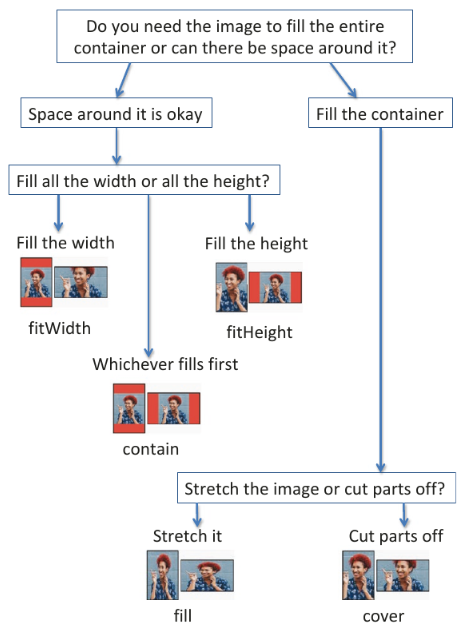 Do you need the image to fill the entire
container or can there be space around it?
Space around it is okay
Fill the container
Fill all the width or all the height?
Fill the width
Fill the height
fitWidth
fitHeight
Whichever fills first
contain
Stretch the image or cut parts off?
Stretch it
Cut parts off
fill
cover